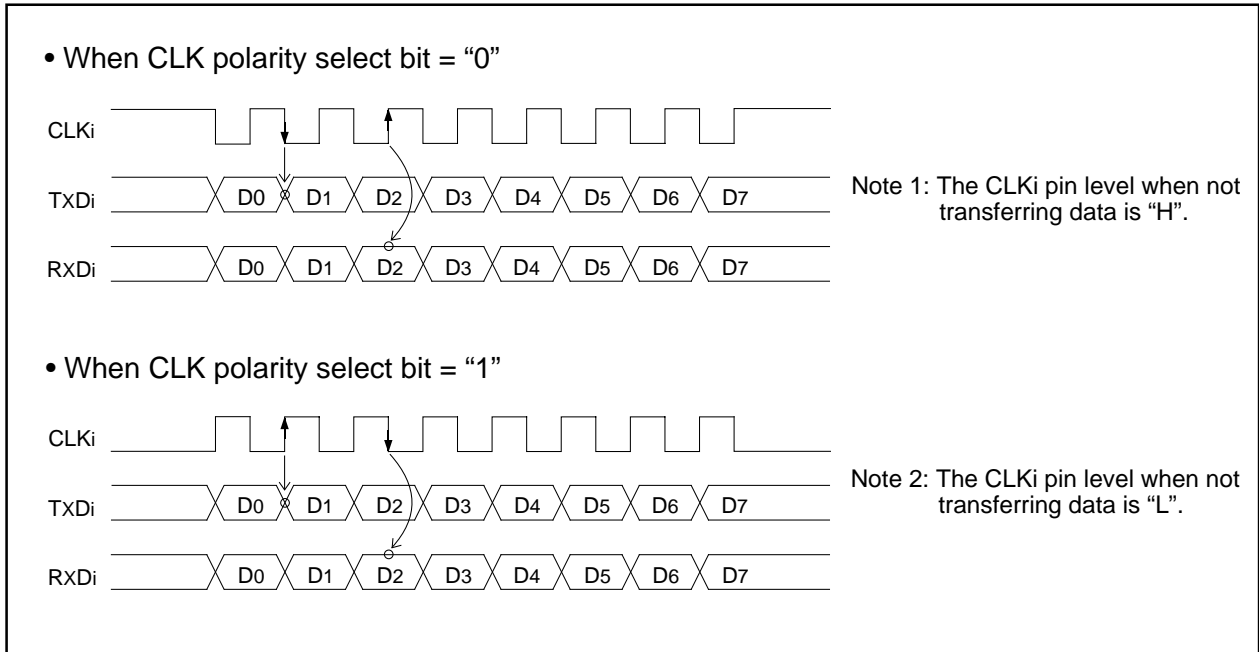 • When CLK polarity select bit = “0”
CLKi
TXDi D0 D1 D2 D3 D4 D5 D6 D7
RXDi D0 D1 D2 D3 D4 D5 D6 D7
Note 1: The CLKi pin level when not
transferring data is “H”.
• When CLK polarity select bit = “1”
CLKi
TXDi D0 D1 D2 D3 D4 D5 D6 D7
RXDi D0 D1 D2 D3 D4 D5 D6 D7
Note 2: The CLKi pin level when not
transferring data is “L”.